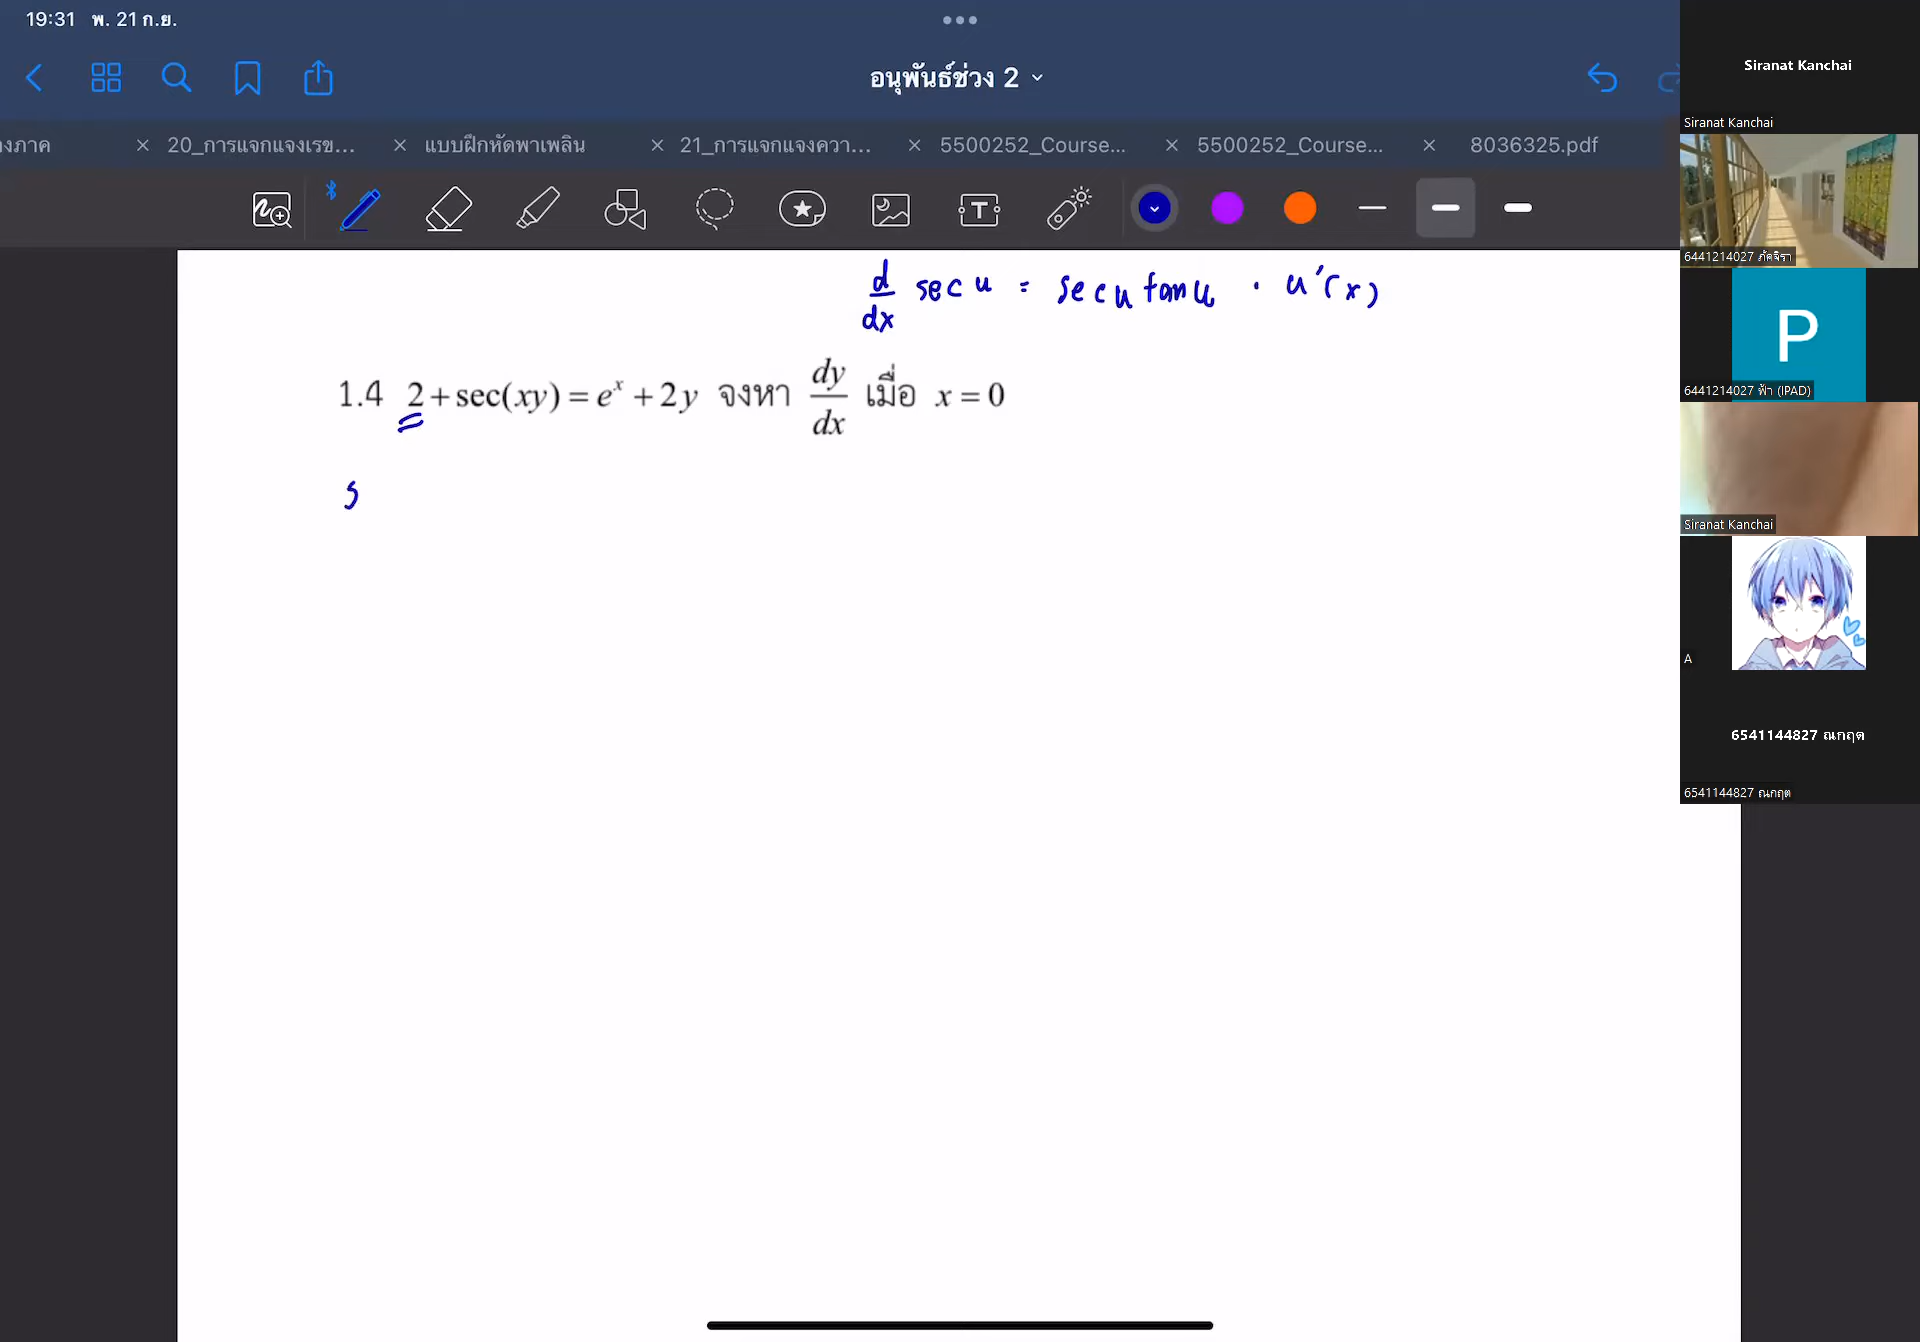 19:31 พ. 21 ก.ย.
อนุพันธ์ช่วง 2
งภาค
20_การแจกแจงเรข...
แบบฝึกหัดพาเพลิน
21_การแจกแจงควา...
5500252_Course...
5500252_Course...
8036325.pdf
d/dx sec u = sec u tan u · u'(x)
1.4 2 + sec(xy) = e^x + 2y จงหา dy/dx เมื่อ x = 0
s
Siranat Kanchai
Siranat Kanchai
6441214027 ภัคจิรา
P
6441214027 ฟ้า (IPAD)
Siranat Kanchai
A
6541144827 ณกฤต
6541144827 ณกฤต